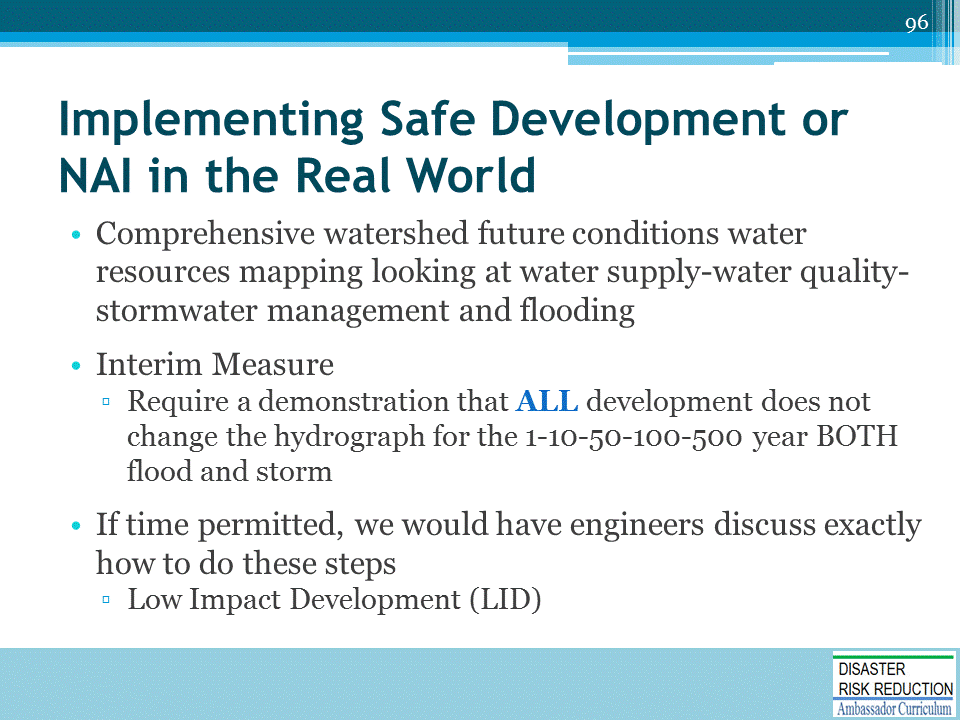 96
Implementing Safe Development or
NAI in the Real World
• Comprehensive watershed future conditions water
resources mapping looking at water supply-water quality-
stormwater management and flooding
• Interim Measure
▫ Require a demonstration that ALL development does not
change the hydrograph for the 1-10-50-100-500 year BOTH
flood and storm
• If time permitted, we would have engineers discuss exactly
how to do these steps
▫ Low Impact Development (LID)
DISASTER
RISK REDUCTION
Ambassador Curriculum